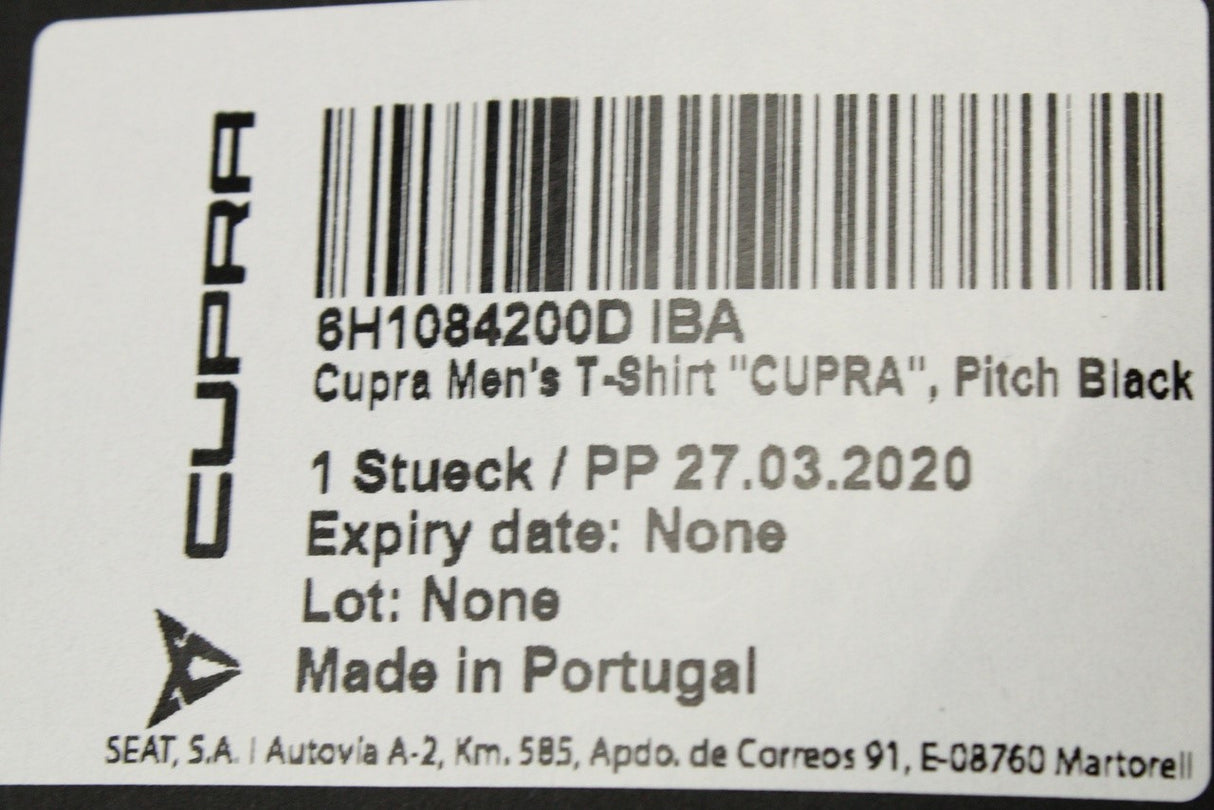 CUPRA
6H1084200D IBA
Cupra Men's T-Shirt "CUPRA", Pitch Black
1 Stueck / PP 27.03.2020
Expiry date: None
Lot: None
Made in Portugal
SEAT, S.A. | Autovía A-2, Km. 585, Apdo. de Correos 91, E-08760 Martorell